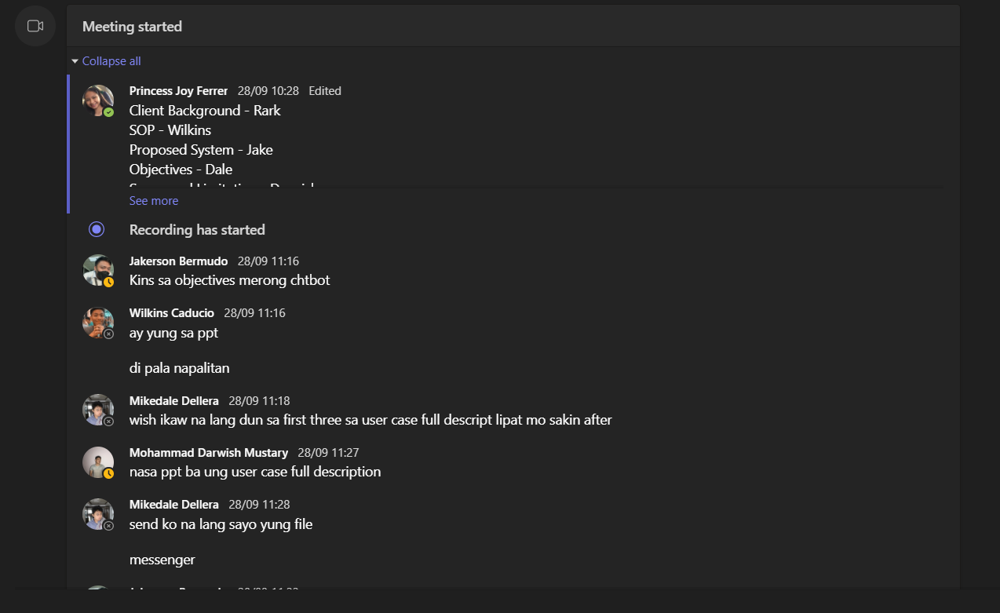 Meeting started
Collapse all
Princess Joy Ferrer 28/09 10:28 Edited
Client Background - Rark
SOP - Wilkins
Proposed System - Jake
Objectives - Dale
See more
Recording has started
Jakerson Bermudo 28/09 11:16
Kins sa objectives merong chtbot
Wilkins Caducio 28/09 11:16
ay yung sa ppt
di pala napalitan
Mikedale Dellera 28/09 11:18
wish ikaw na lang dun sa first three sa user case full descript lipat mo sakin after
Mohammad Darwish Mustary 28/09 11:27
nasa ppt ba ung user case full description
Mikedale Dellera 28/09 11:28
send ko na lang sayo yung file
messenger